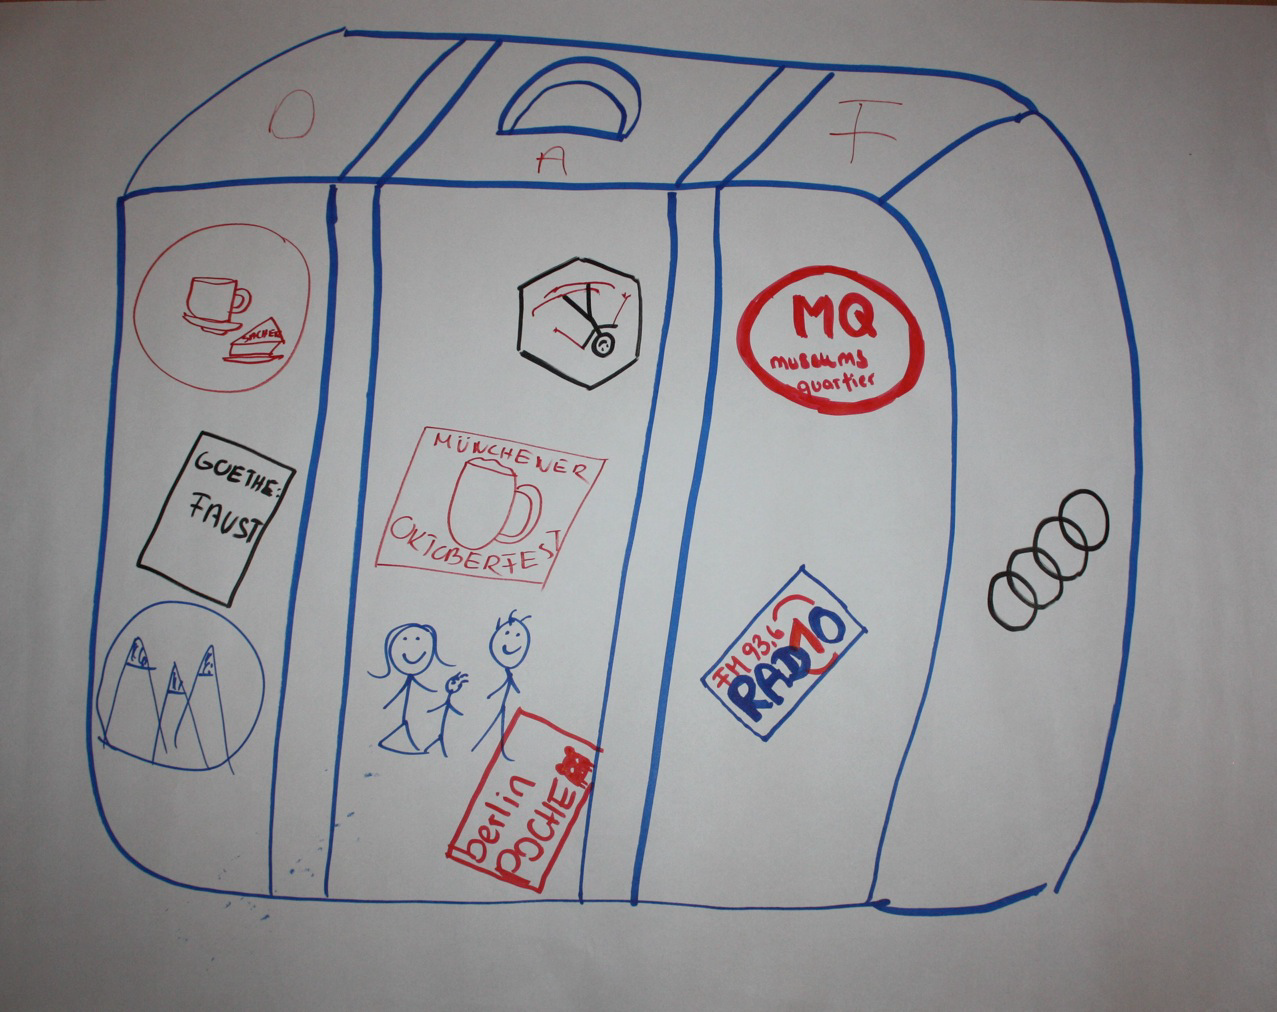 O
A
F
SACHER
MQ
museums
quartier
GOETHE:
FAUST
MÜNCHENER
OKTOBERFEST
FM 93,6
RADIO
berlin
POCHE